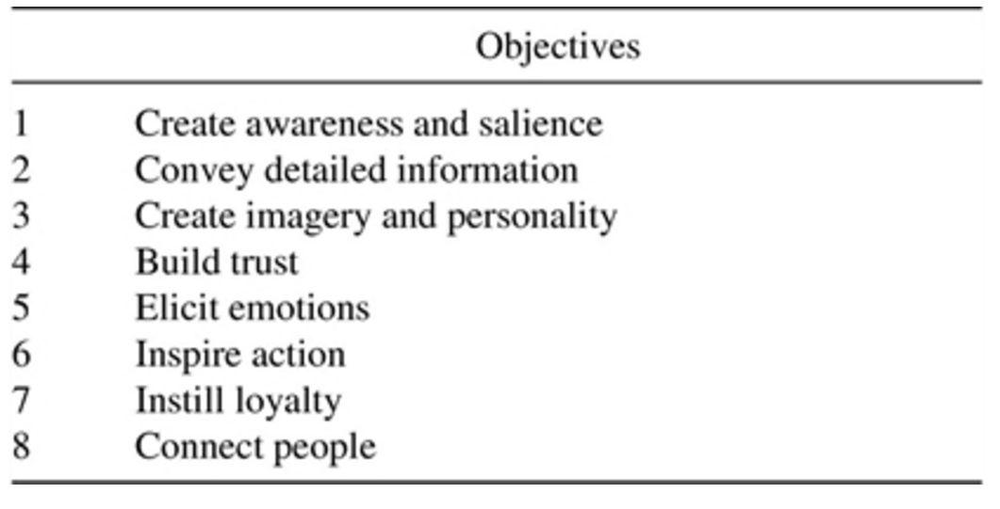 Objectives
1 Create awareness and salience
2 Convey detailed information
3 Create imagery and personality
4 Build trust
5 Elicit emotions
6 Inspire action
7 Instill loyalty
8 Connect people